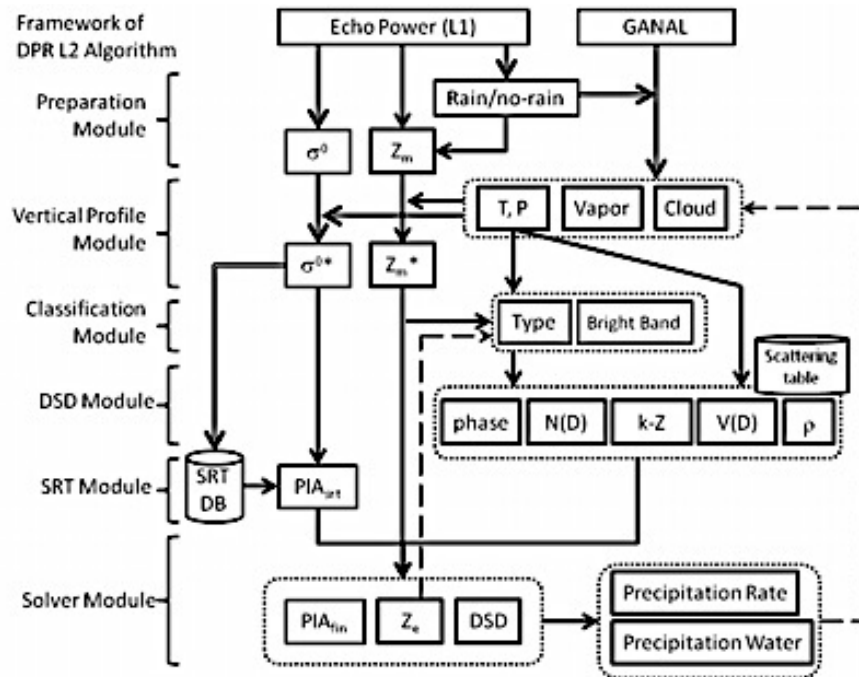 Framework of
DPR L2 Algorithm
Echo Power (L1)
GANAL
Preparation
Module
Rain/no-rain
σ⁰
Zₘ
Vertical Profile
Module
T, P
Vapor
Cloud
σ⁰*
Zₘ*
Classification
Module
Type
Bright Band
Scattering
table
DSD Module
phase
N(D)
k-Z
V(D)
ρ
SRT Module
SRT
DB
PIAsrt
Solver Module
PIAfin
Zₑ
DSD
Precipitation Rate
Precipitation Water